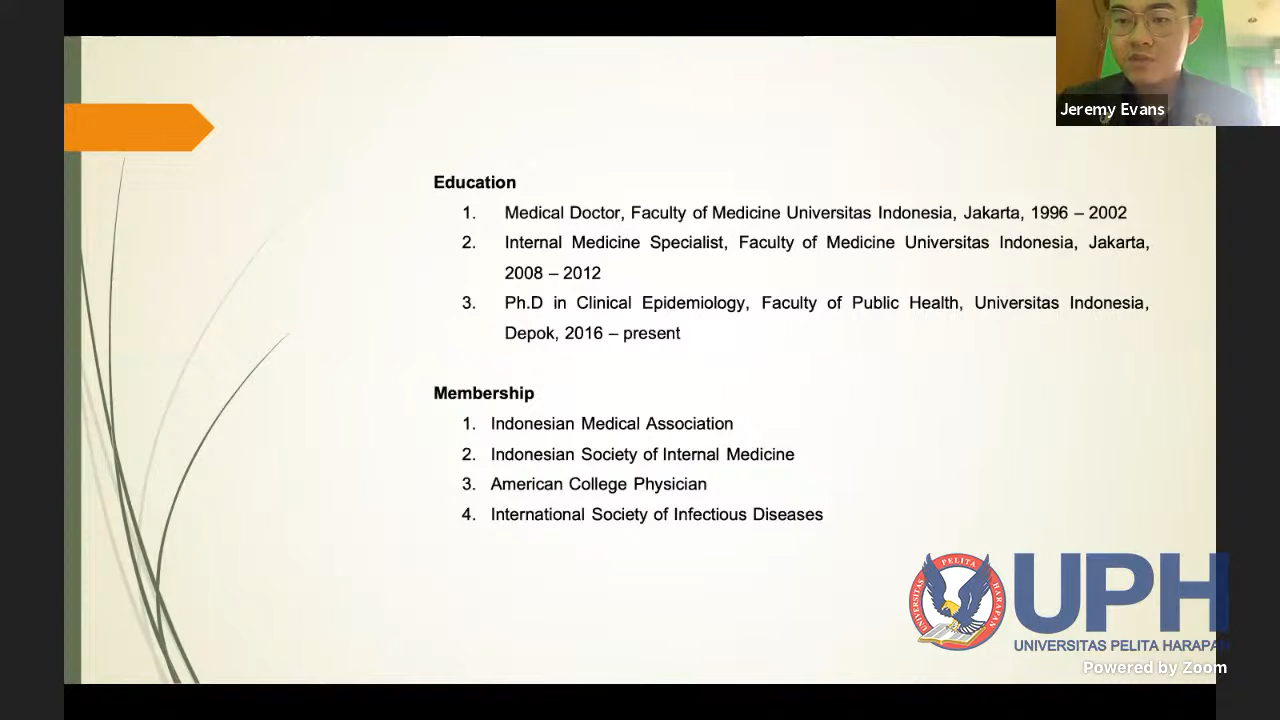 Jeremy Evans
Education
1. Medical Doctor, Faculty of Medicine Universitas Indonesia, Jakarta, 1996 – 2002
2. Internal Medicine Specialist, Faculty of Medicine Universitas Indonesia, Jakarta,
2008 – 2012
3. Ph.D in Clinical Epidemiology, Faculty of Public Health, Universitas Indonesia,
Depok, 2016 – present
Membership
1. Indonesian Medical Association
2. Indonesian Society of Internal Medicine
3. American College Physician
4. International Society of Infectious Diseases
UNIVERSITAS PELITA HARAPAN
UPH
UNIVERSITAS PELITA HARAPAN
Powered by Zoom